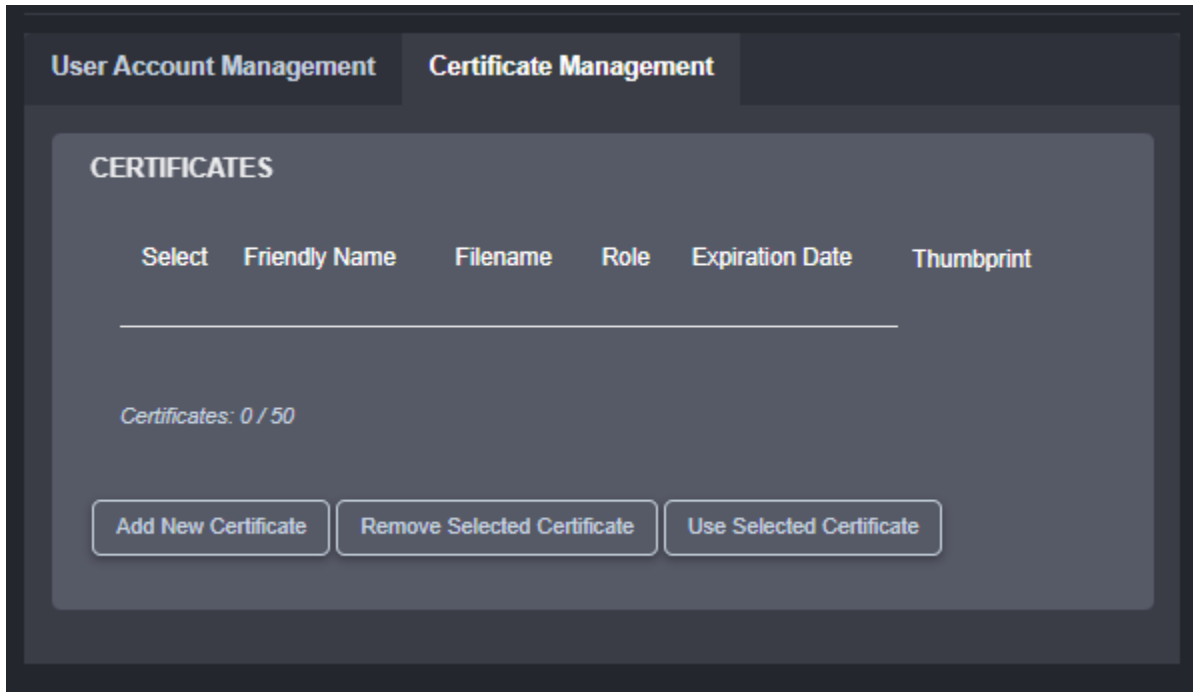 User Account Management Certificate Management
CERTIFICATES
Select Friendly Name Filename Role Expiration Date Thumbprint
Certificates: 0 / 50
Add New Certificate Remove Selected Certificate Use Selected Certificate